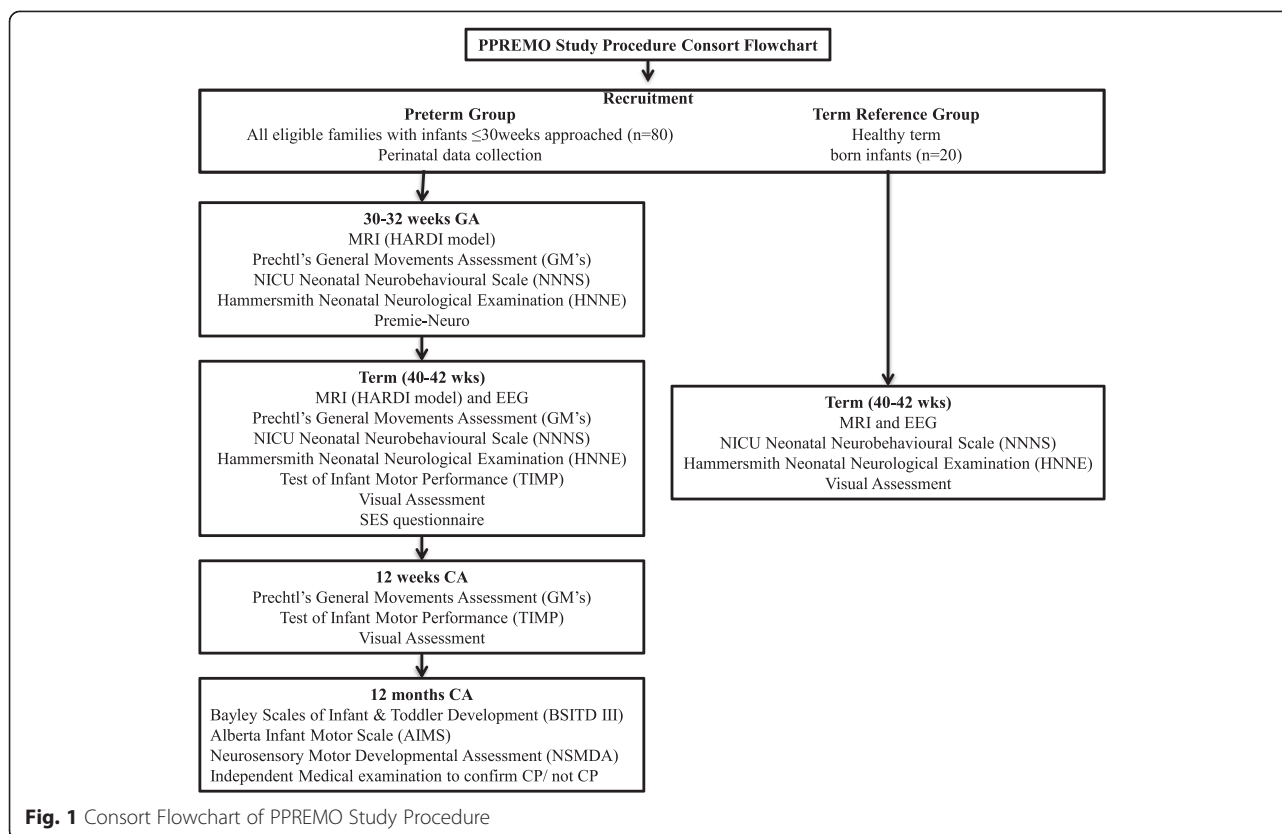 PPREMO Study Procedure Consort Flowchart
Recruitment
Preterm Group
All eligible families with infants ≤30weeks approached (n=80)
Perinatal data collection
Term Reference Group
Healthy term
born infants (n=20)
30-32 weeks GA
MRI (HARDI model)
Prechtl's General Movements Assessment (GM's)
NICU Neonatal Neurobehavioural Scale (NNNS)
Hammersmith Neonatal Neurological Examination (HNNE)
Premie-Neuro
Term (40-42 wks)
MRI (HARDI model) and EEG
Prechtl's General Movements Assessment (GM's)
NICU Neonatal Neurobehavioural Scale (NNNS)
Hammersmith Neonatal Neurological Examination (HNNE)
Test of Infant Motor Performance (TIMP)
Visual Assessment
SES questionnaire
Term (40-42 wks)
MRI and EEG
NICU Neonatal Neurobehavioural Scale (NNNS)
Hammersmith Neonatal Neurological Examination (HNNE)
Visual Assessment
12 weeks CA
Prechtl's General Movements Assessment (GM's)
Test of Infant Motor Performance (TIMP)
Visual Assessment
12 months CA
Bayley Scales of Infant & Toddler Development (BSITD III)
Alberta Infant Motor Scale (AIMS)
Neurosensory Motor Developmental Assessment (NSMDA)
Independent Medical examination to confirm CP/ not CP
Fig. 1 Consort Flowchart of PPREMO Study Procedure